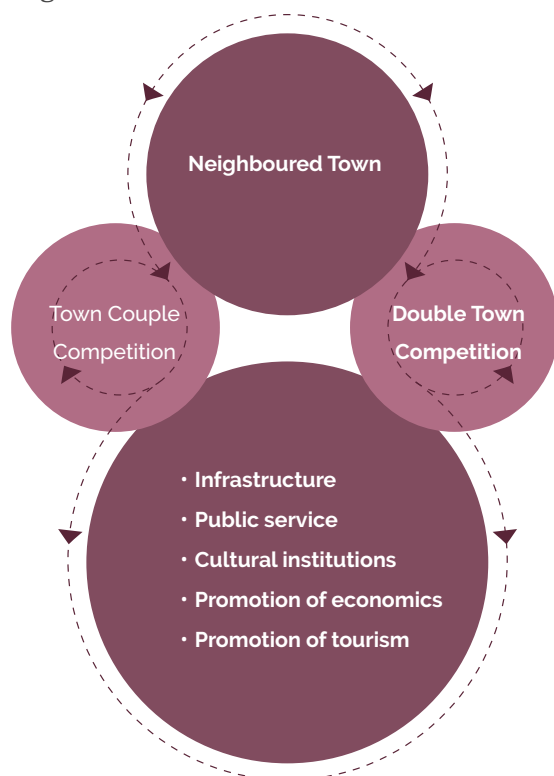 Neighboured Town
Town Couple
Competition
Double Town
Competition
• Infrastructure
• Public service
• Cultural institutions
• Promotion of economics
• Promotion of tourism